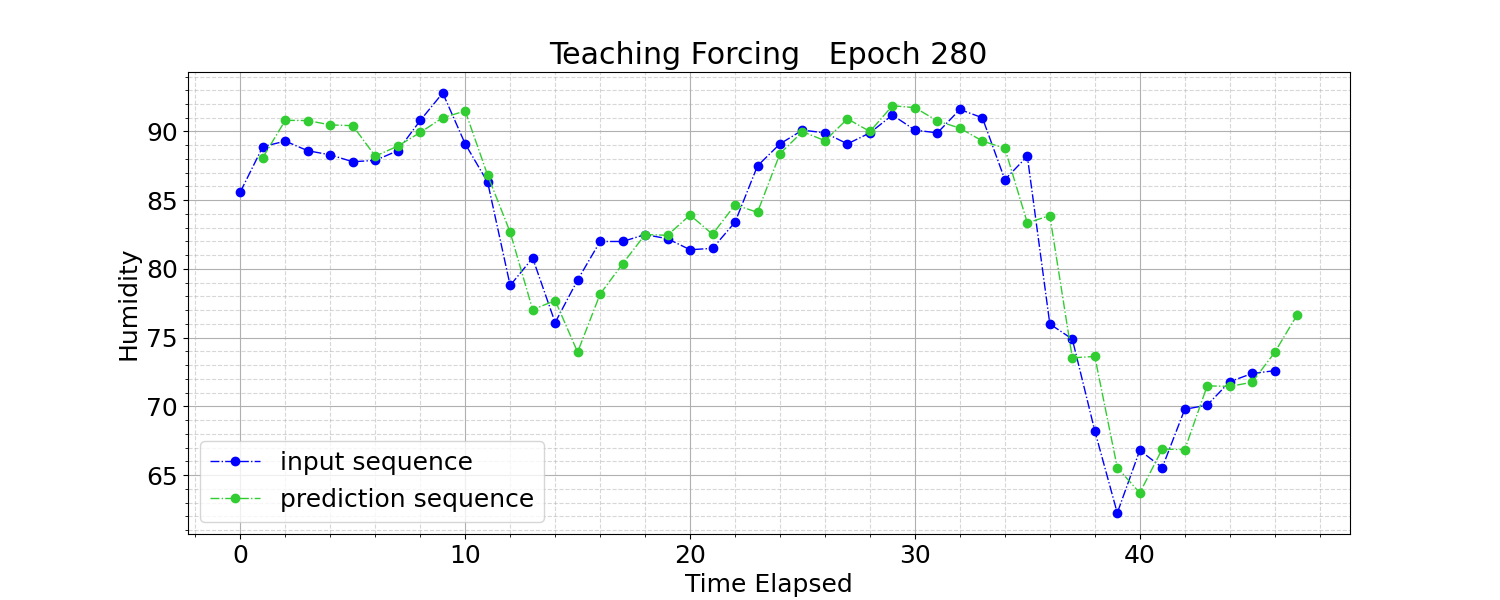 Teaching Forcing   Epoch 280
Humidity
90
85
80
75
70
65
input sequence
prediction sequence
0 10 20 30 40
Time Elapsed